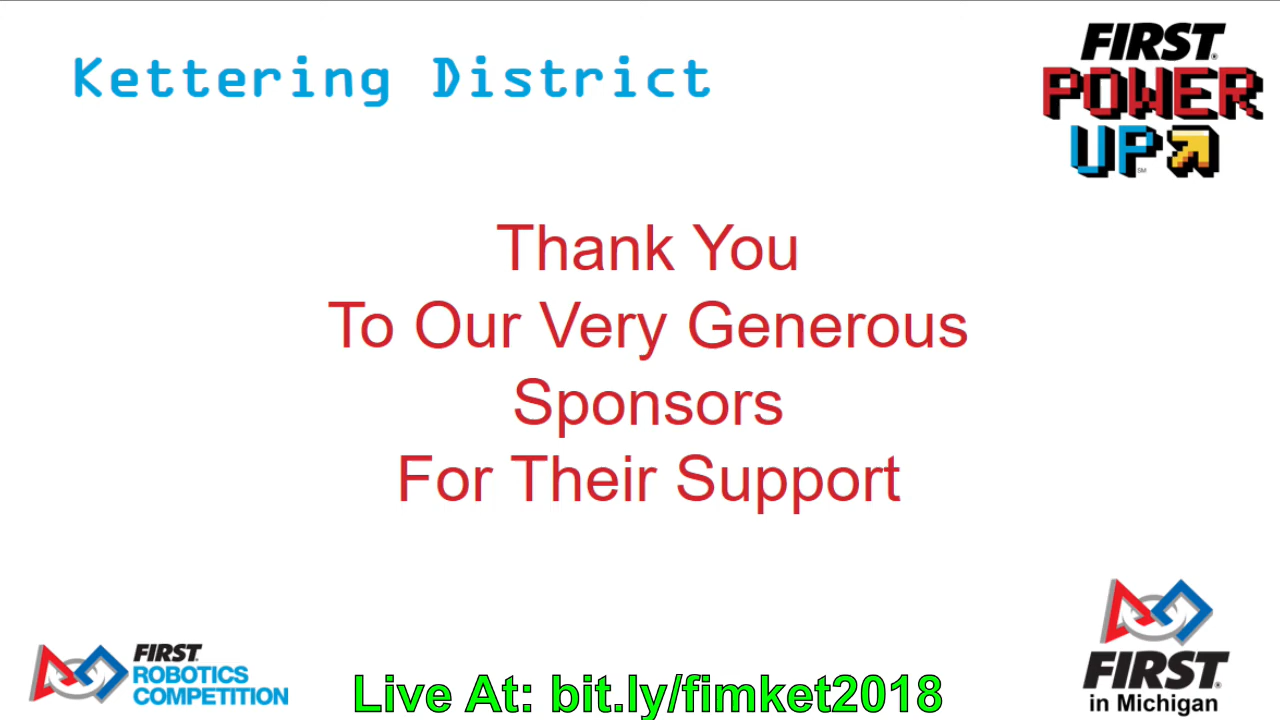 Kettering District
FIRST®
POWER
UP
SM
Thank You
To Our Very Generous
Sponsors
For Their Support
FIRST®
ROBOTICS
COMPETITION
Live At: bit.ly/fimket2018
FIRST®
in Michigan